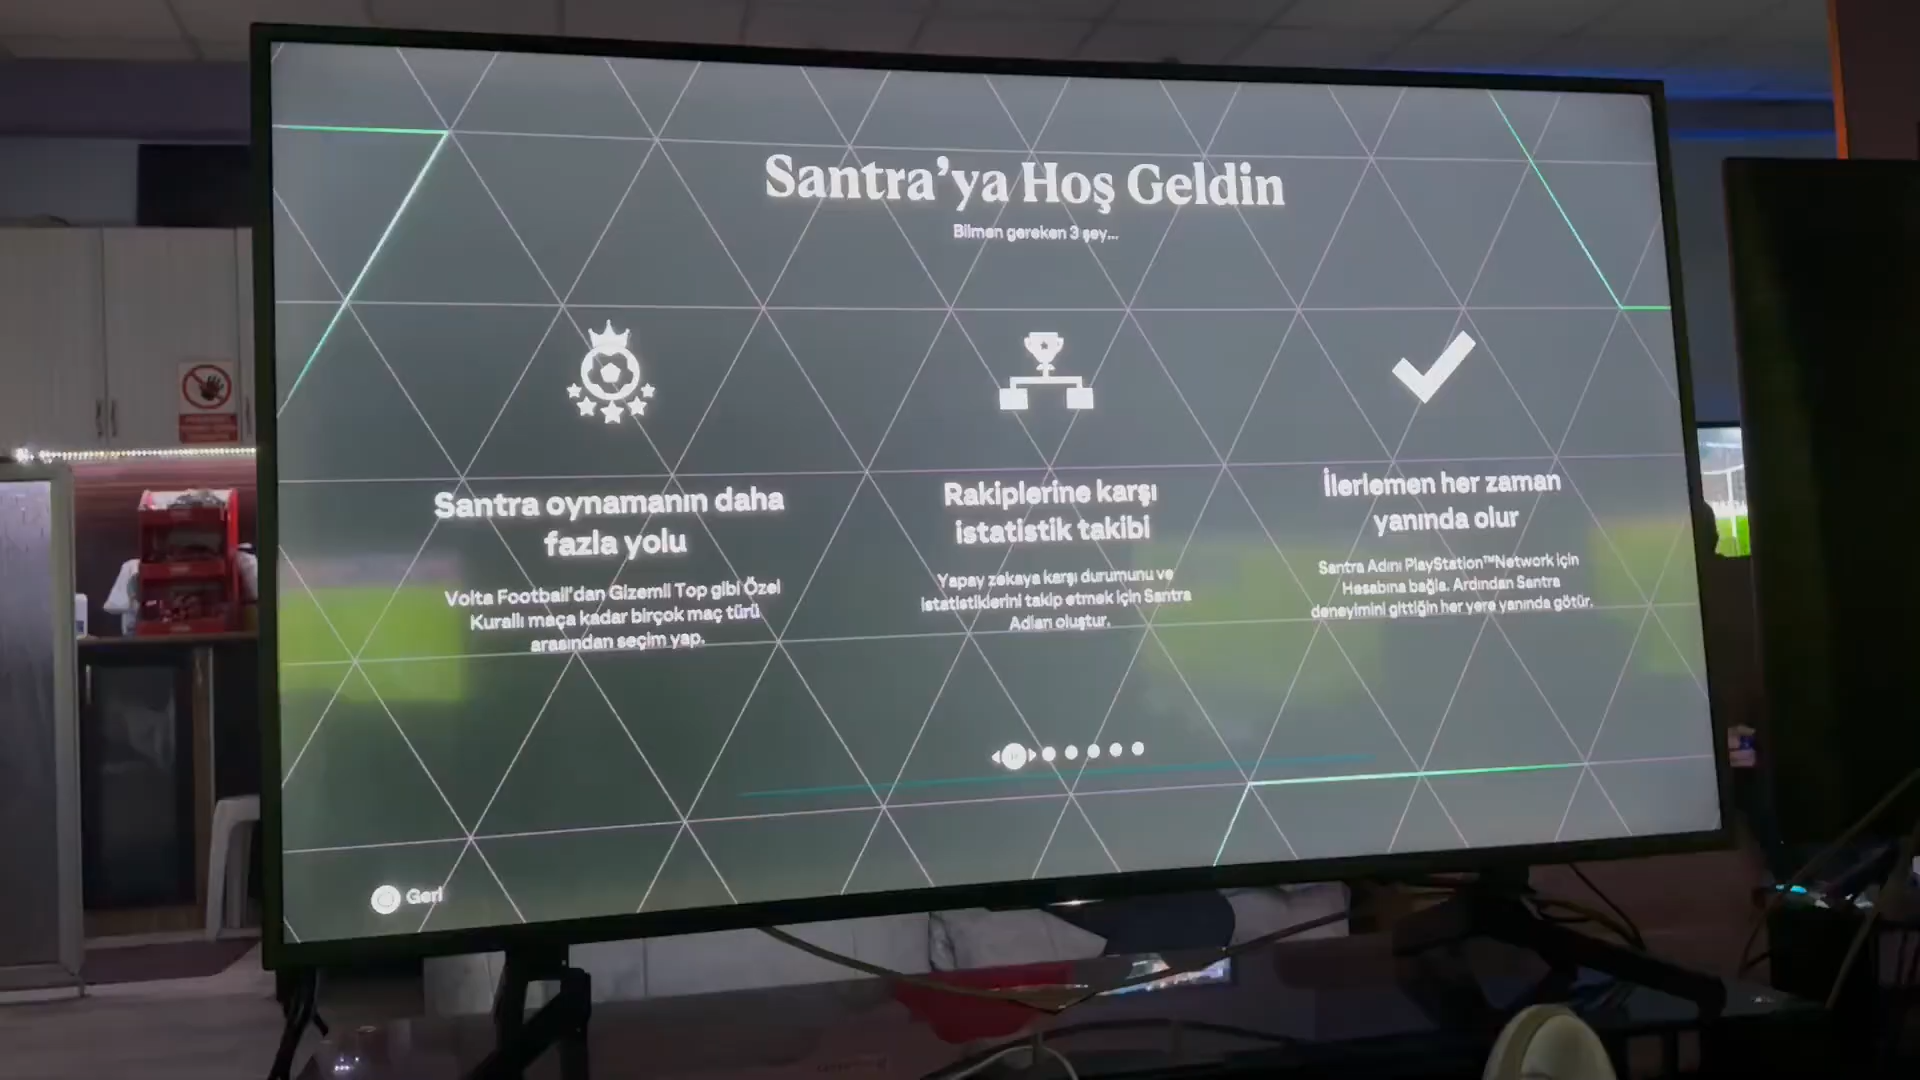 Santra'ya Hoş Geldin
Bilmen gereken 3 şey...
Santra oynamanın daha
fazla yolu
Volta Football'dan Gizemli Top gibi Özel
Kurallı maça kadar birçok maç türü
arasından seçim yap.
Rakiplerine karşı
istatistik takibi
Yapay zekaya karşı durumunu ve
istatistiklerini takip etmek için Santra
Adları oluştur.
İlerlemen her zaman
yanında olur
Santra Adını PlayStation™Network için
Hesabına bağla. Ardından Santra
deneyimini gittiğin her yere yanında götür.
Geri